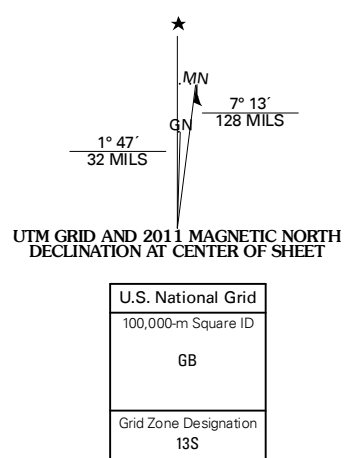 MN
7° 13´
128 MILS
GN
1° 47´
32 MILS
UTM GRID AND 2011 MAGNETIC NORTH
DECLINATION AT CENTER OF SHEET
U.S. National Grid
100,000-m Square ID
GB
Grid Zone Designation
13S